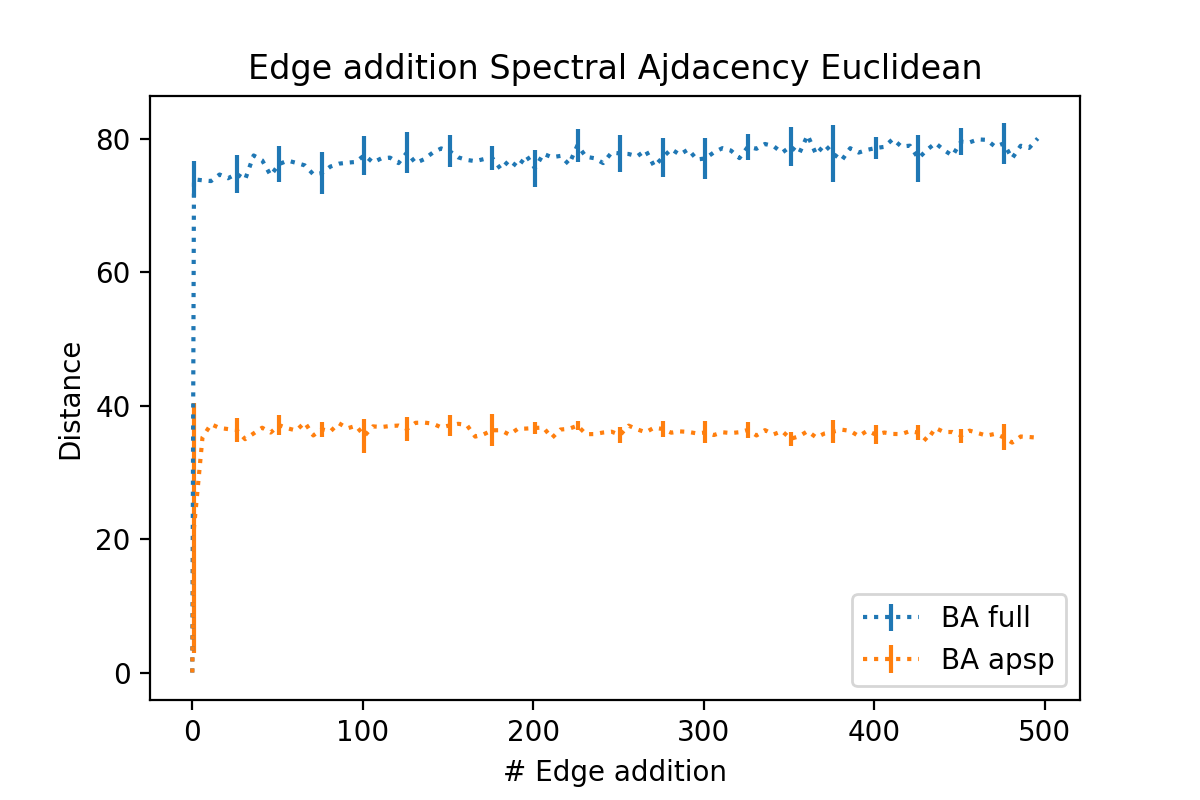 Edge addition Spectral Ajdacency Euclidean
80
60
40
20
0
Distance
0 100 200 300 400 500
# Edge addition
BA full
BA apsp